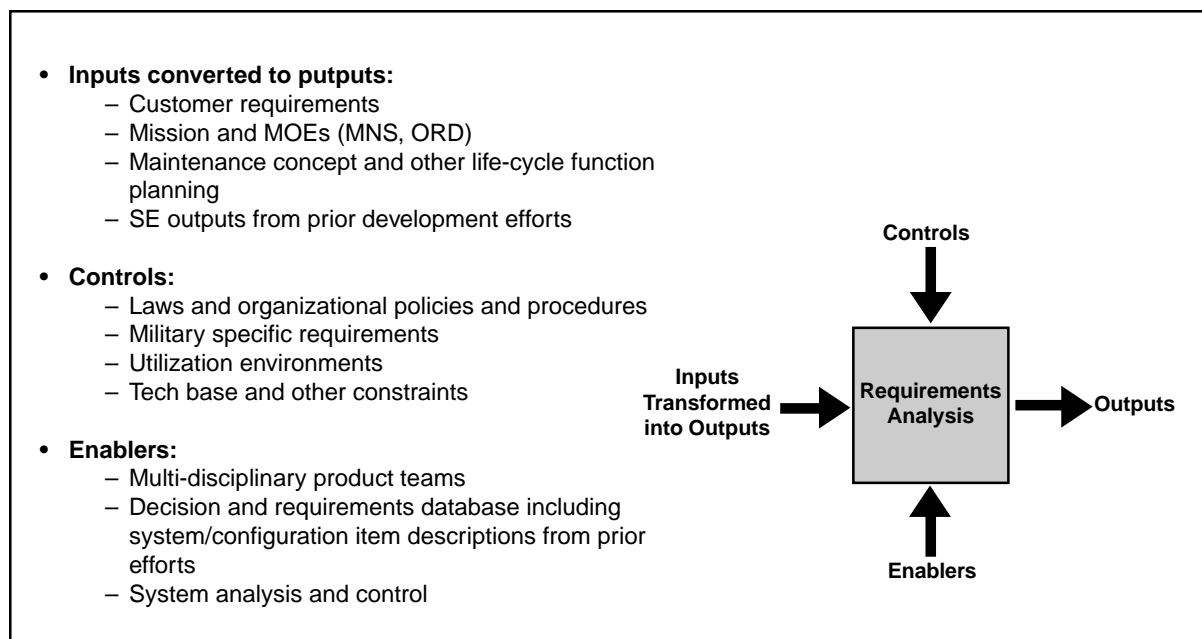 • Inputs converted to putputs:
– Customer requirements
– Mission and MOEs (MNS, ORD)
– Maintenance concept and other life-cycle function
planning
– SE outputs from prior development efforts
• Controls:
– Laws and organizational policies and procedures
– Military specific requirements
– Utilization environments
– Tech base and other constraints
• Enablers:
– Multi-disciplinary product teams
– Decision and requirements database including
system/configuration item descriptions from prior
efforts
– System analysis and control
Controls
Inputs
Transformed
into Outputs
Requirements
Analysis
Outputs
Enablers